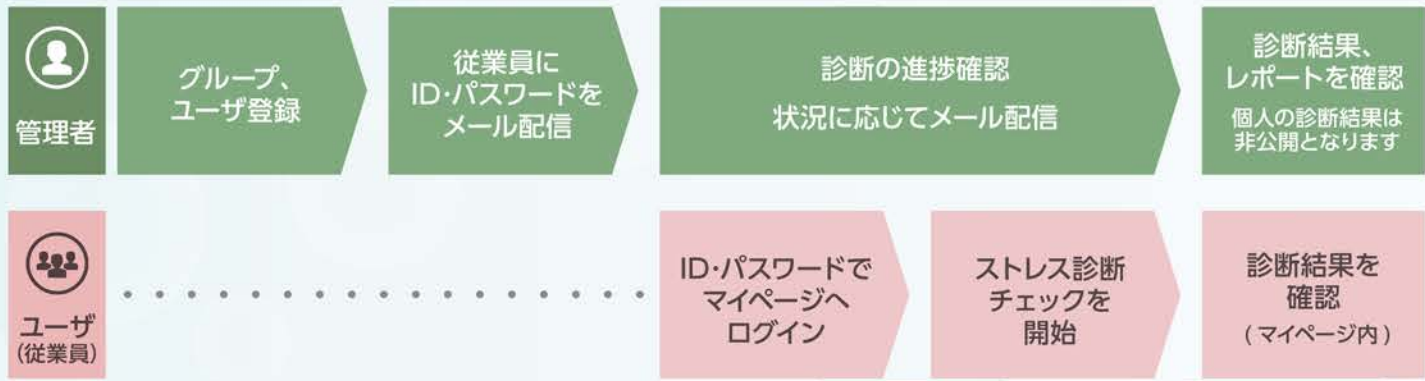 管理者
グループ、
ユーザ登録
従業員に
ID・パスワードを
メール配信
診断の進捗確認
状況に応じてメール配信
診断結果、
レポートを確認
個人の診断結果は
非公開となります
ユーザ
(従業員)
ID・パスワードで
マイページへ
ログイン
ストレス診断
チェックを
開始
診断結果を
確認
(マイページ内)